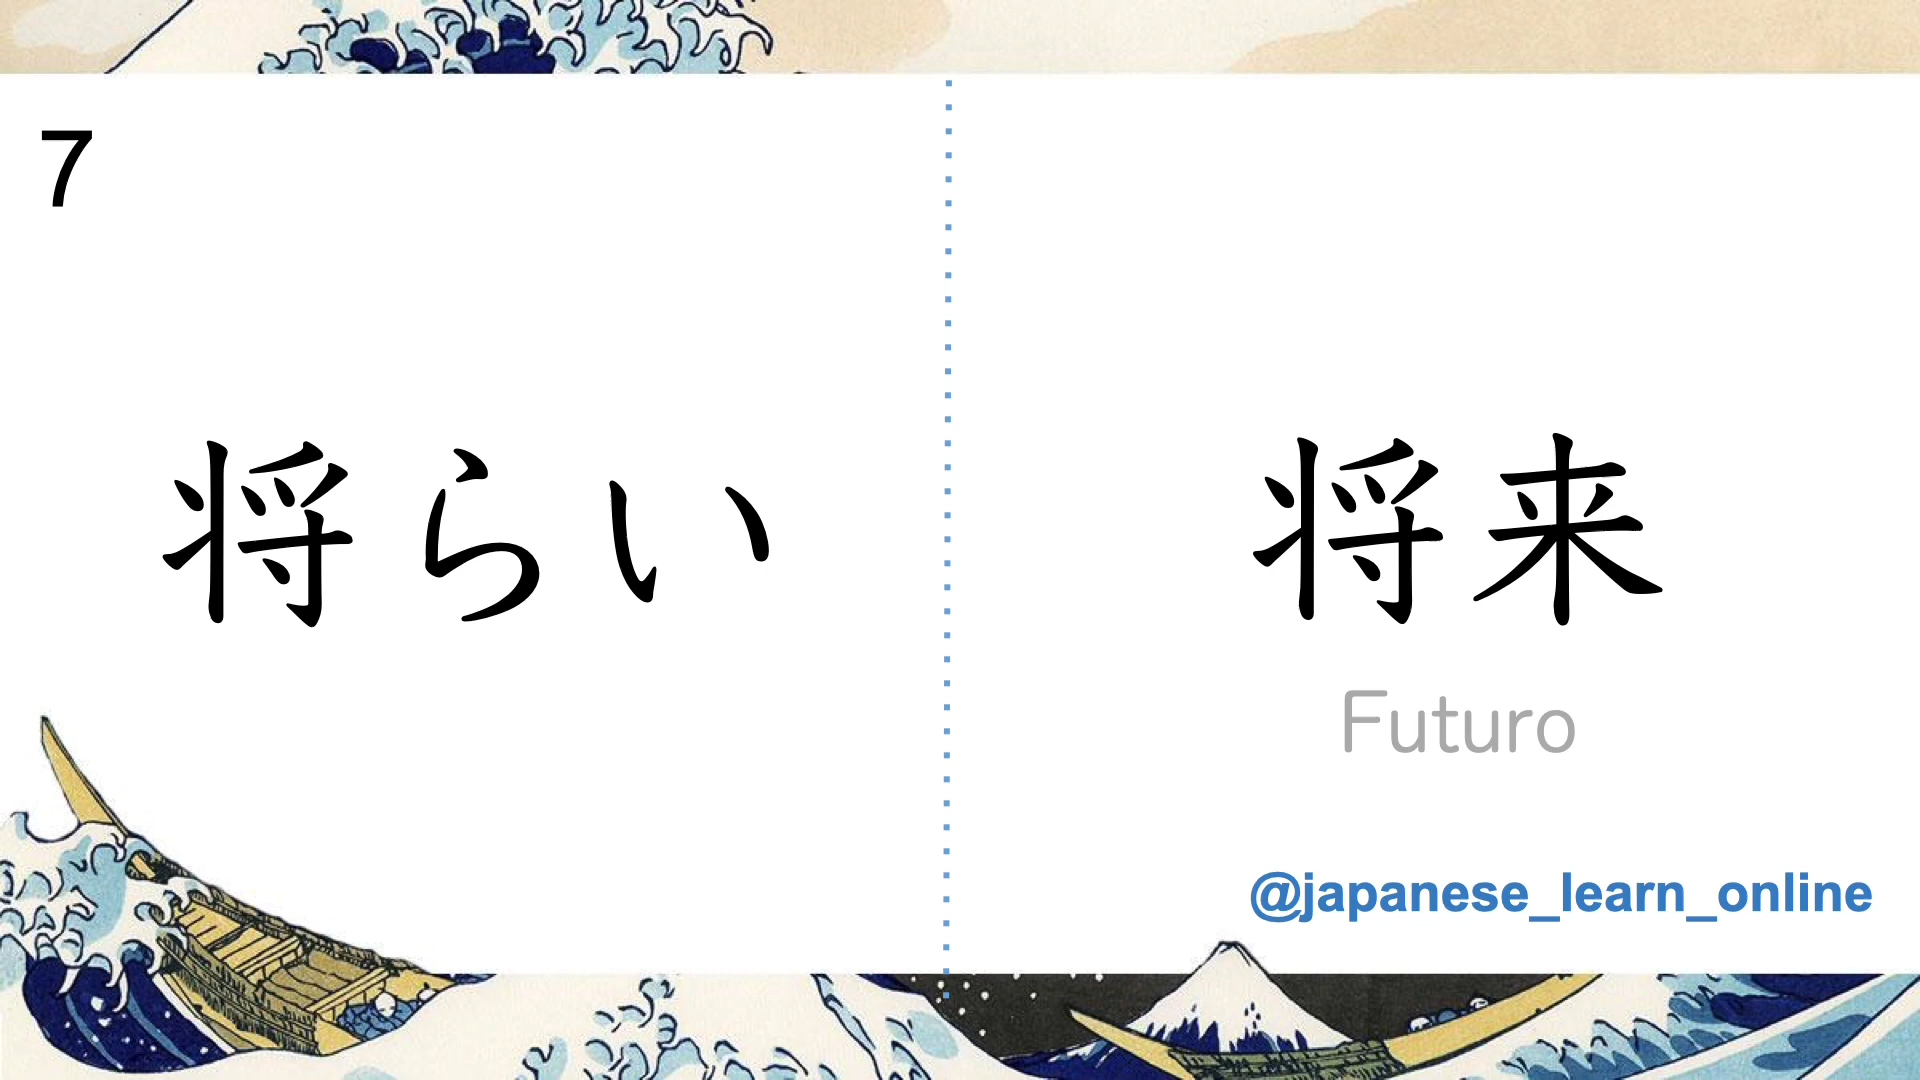 7
将らい
将来
Futuro
@japanese_learn_online